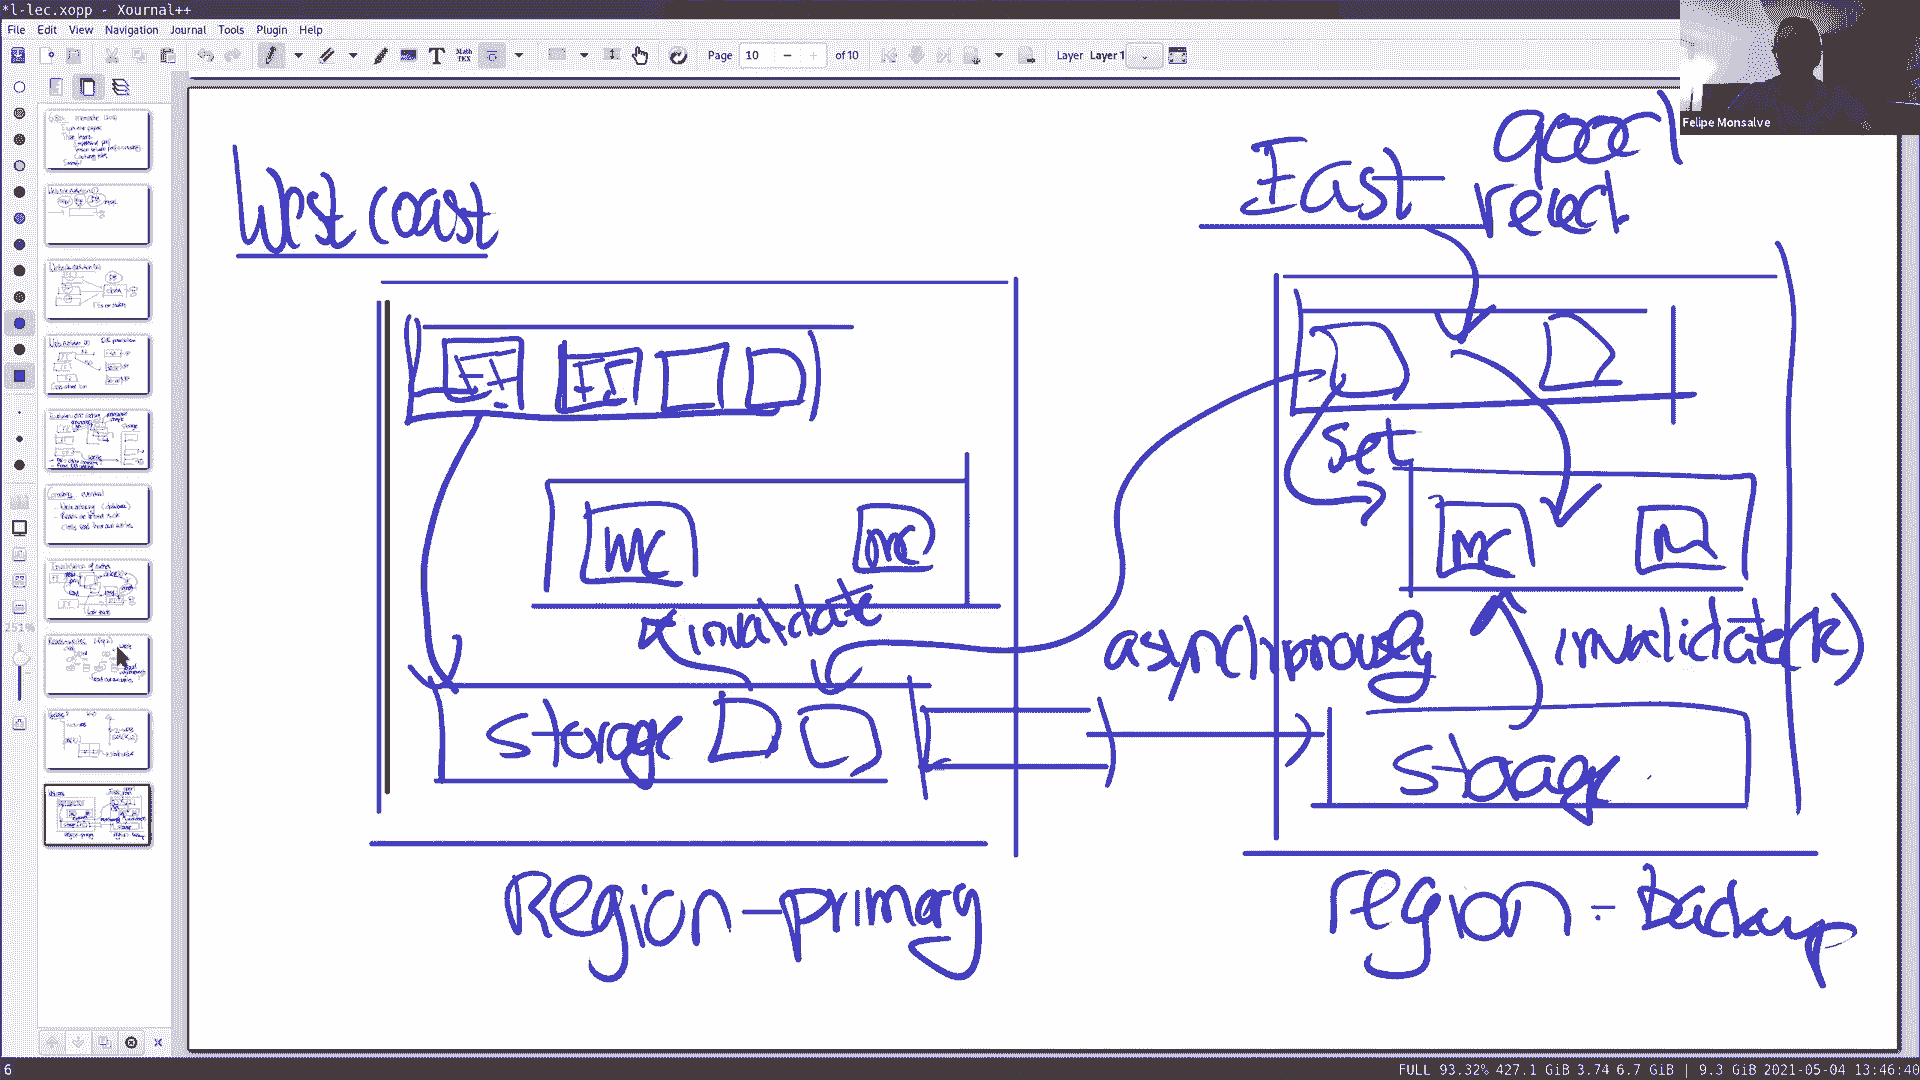 *l-lec.xopp - Xournal++
File Edit View Navigation Journal Tools Plugin Help
Page 10 of 10 Layer Layer 1
Felipe Monsalve
251%
West coast
East
good
FE FE
set
mc mc
mc m
invalidate
asynchronously
invalidate(k)
storage
storage
Region-primary
region - backup
6
FULL 93.32% 427.1 GiB 3.74 6.7 GiB | 9.3 GiB 2021-05-04 13:46:40